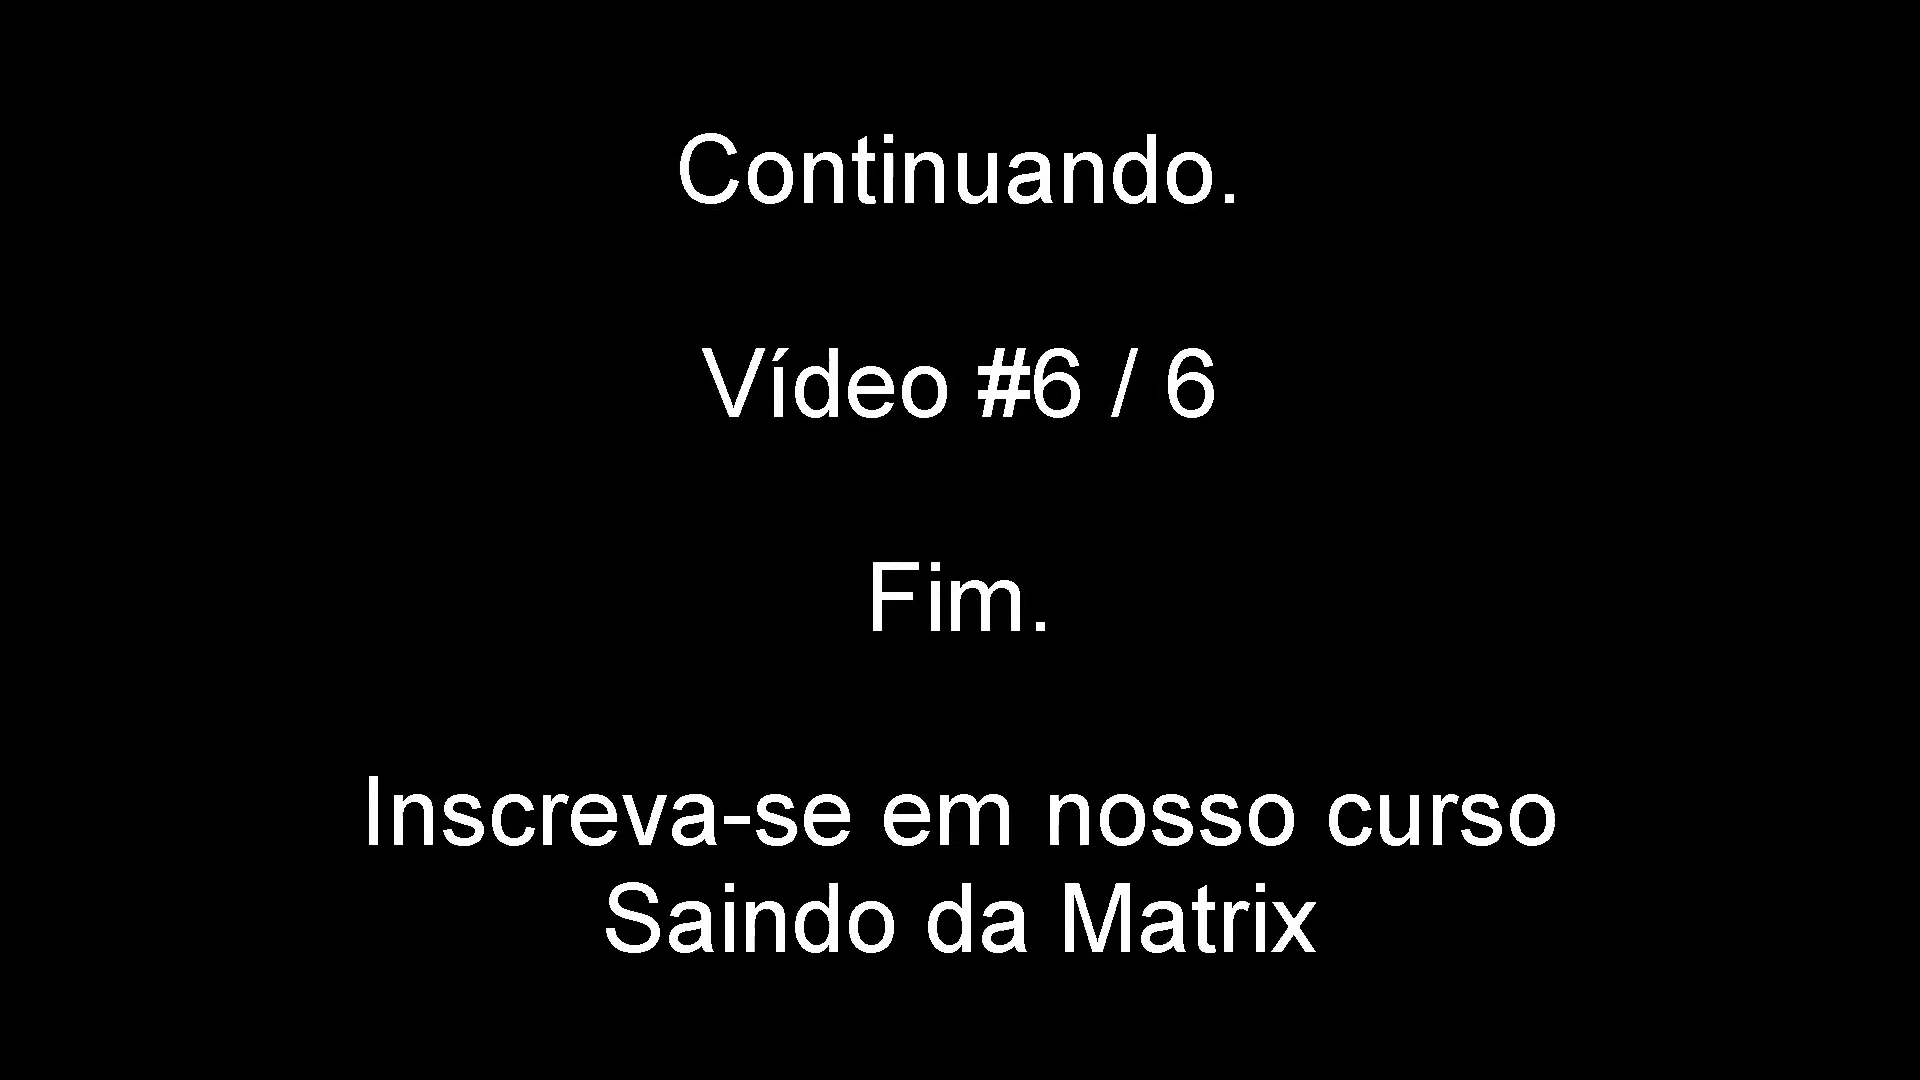 Continuando.
Vídeo #6 / 6
Fim.
Inscreva-se em nosso curso
Saindo da Matrix